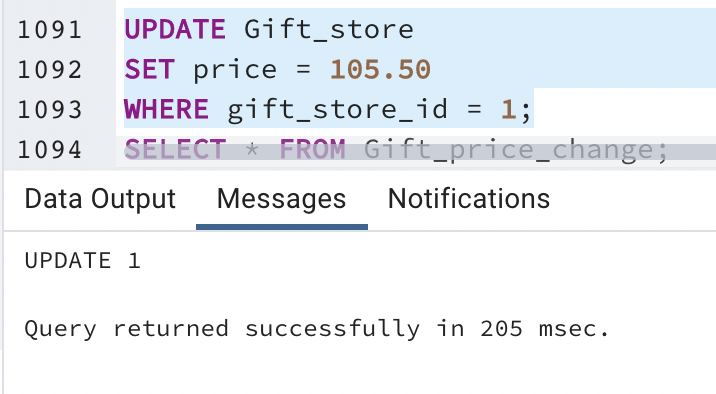 1091 UPDATE Gift_store
1092 SET price = 105.50
1093 WHERE gift_store_id = 1;
1094 SELECT * FROM Gift_price_change;
Data Output Messages Notifications
UPDATE 1
Query returned successfully in 205 msec.